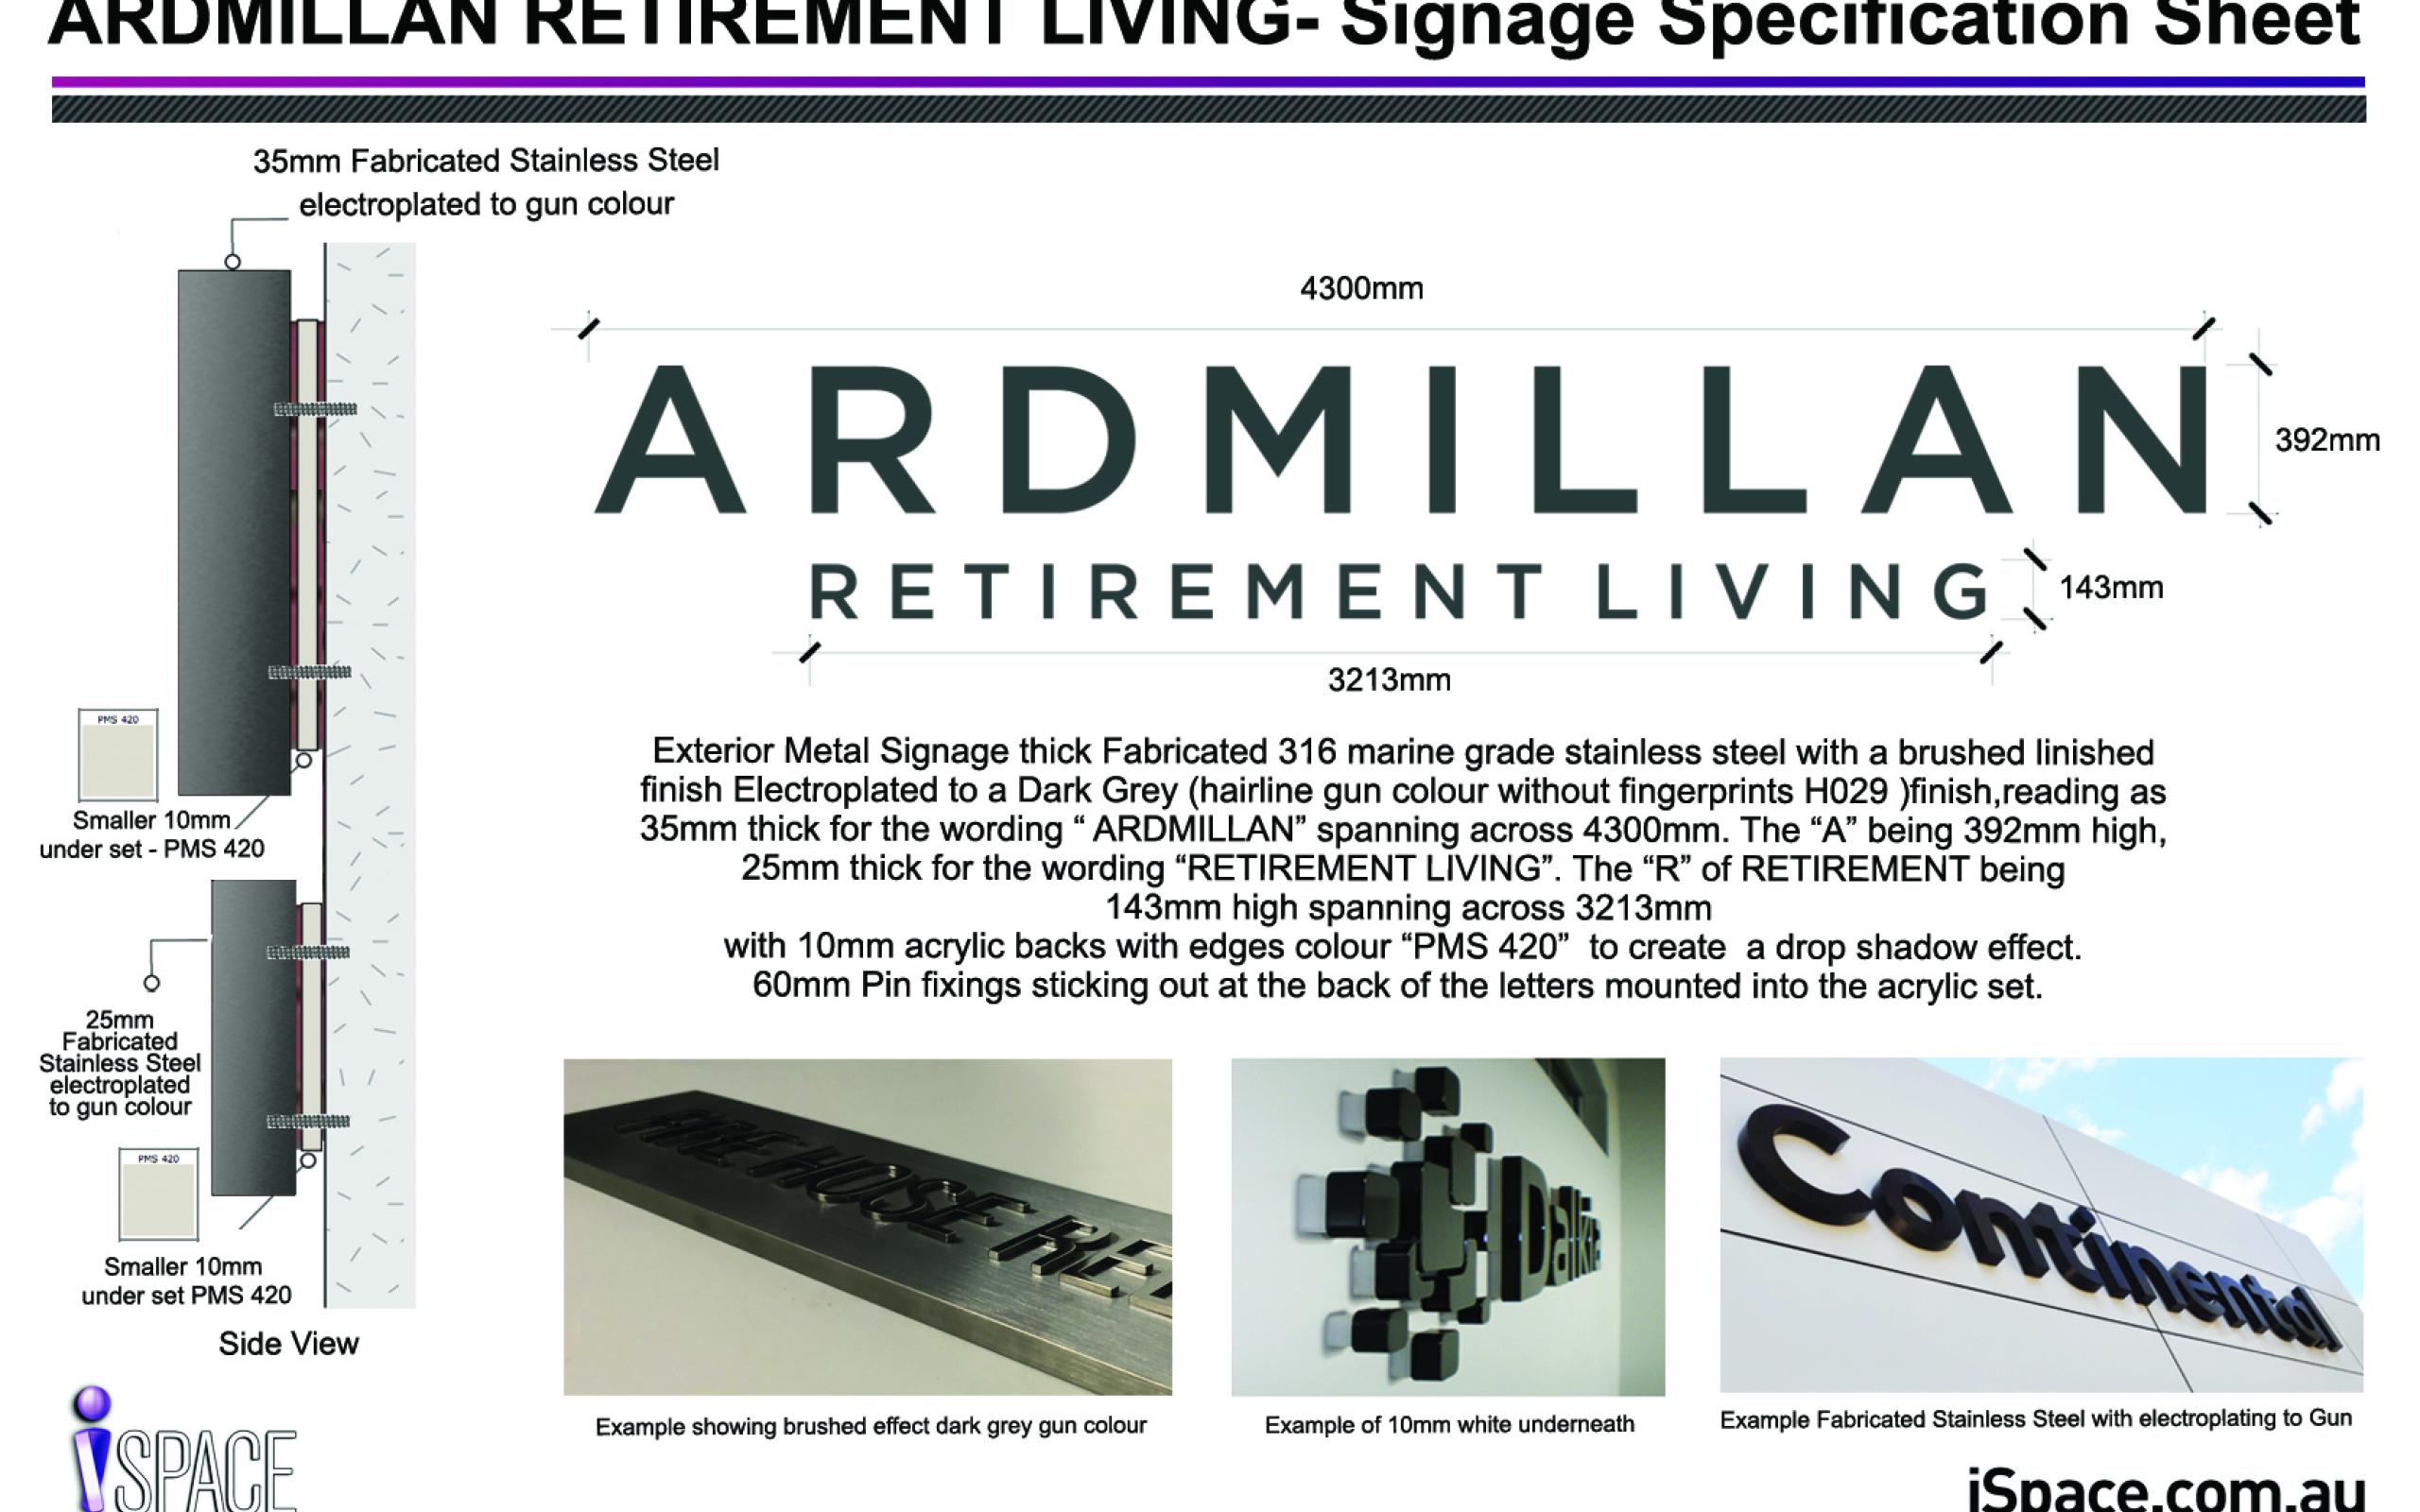 ARDMILLAN RETIREMENT LIVING- Signage Specification Sheet
35mm Fabricated Stainless Steel
electroplated to gun colour
4300mm
ARDMILLAN
392mm
RETIREMENT LIVING
143mm
3213mm
PMS 420
Smaller 10mm
under set - PMS 420
25mm
Fabricated
Stainless Steel
electroplated
to gun colour
PMS 420
Smaller 10mm
under set PMS 420
Side View
Exterior Metal Signage thick Fabricated 316 marine grade stainless steel with a brushed linished
finish Electroplated to a Dark Grey (hairline gun colour without fingerprints H029 )finish,reading as
35mm thick for the wording “ ARDMILLAN” spanning across 4300mm. The “A” being 392mm high,
25mm thick for the wording “RETIREMENT LIVING”. The “R” of RETIREMENT being
143mm high spanning across 3213mm
with 10mm acrylic backs with edges colour “PMS 420”  to create  a drop shadow effect.
60mm Pin fixings sticking out at the back of the letters mounted into the acrylic set.
HOSE
Continental
Example showing brushed effect dark grey gun colour
Example of 10mm white underneath
Example Fabricated Stainless Steel with electroplating to Gun
iSPACE
iSpace.com.au